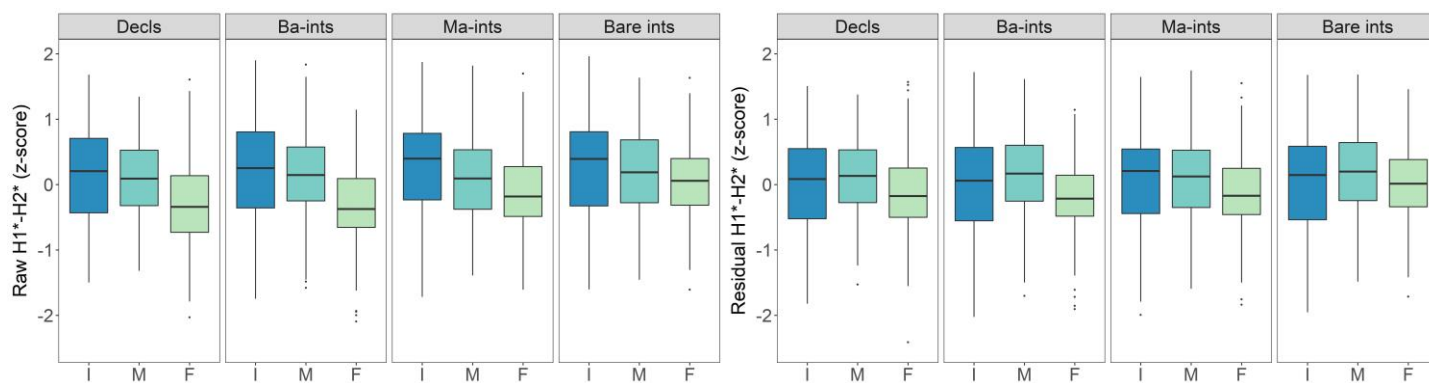 Decls Ba-ints Ma-ints Bare ints
Raw H1*-H2* (z-score)
2
1
0
-1
-2
I M F I M F I M F I M F
Decls Ba-ints Ma-ints Bare ints
Residual H1*-H2* (z-score)
2
1
0
-1
-2
I M F I M F I M F I M F